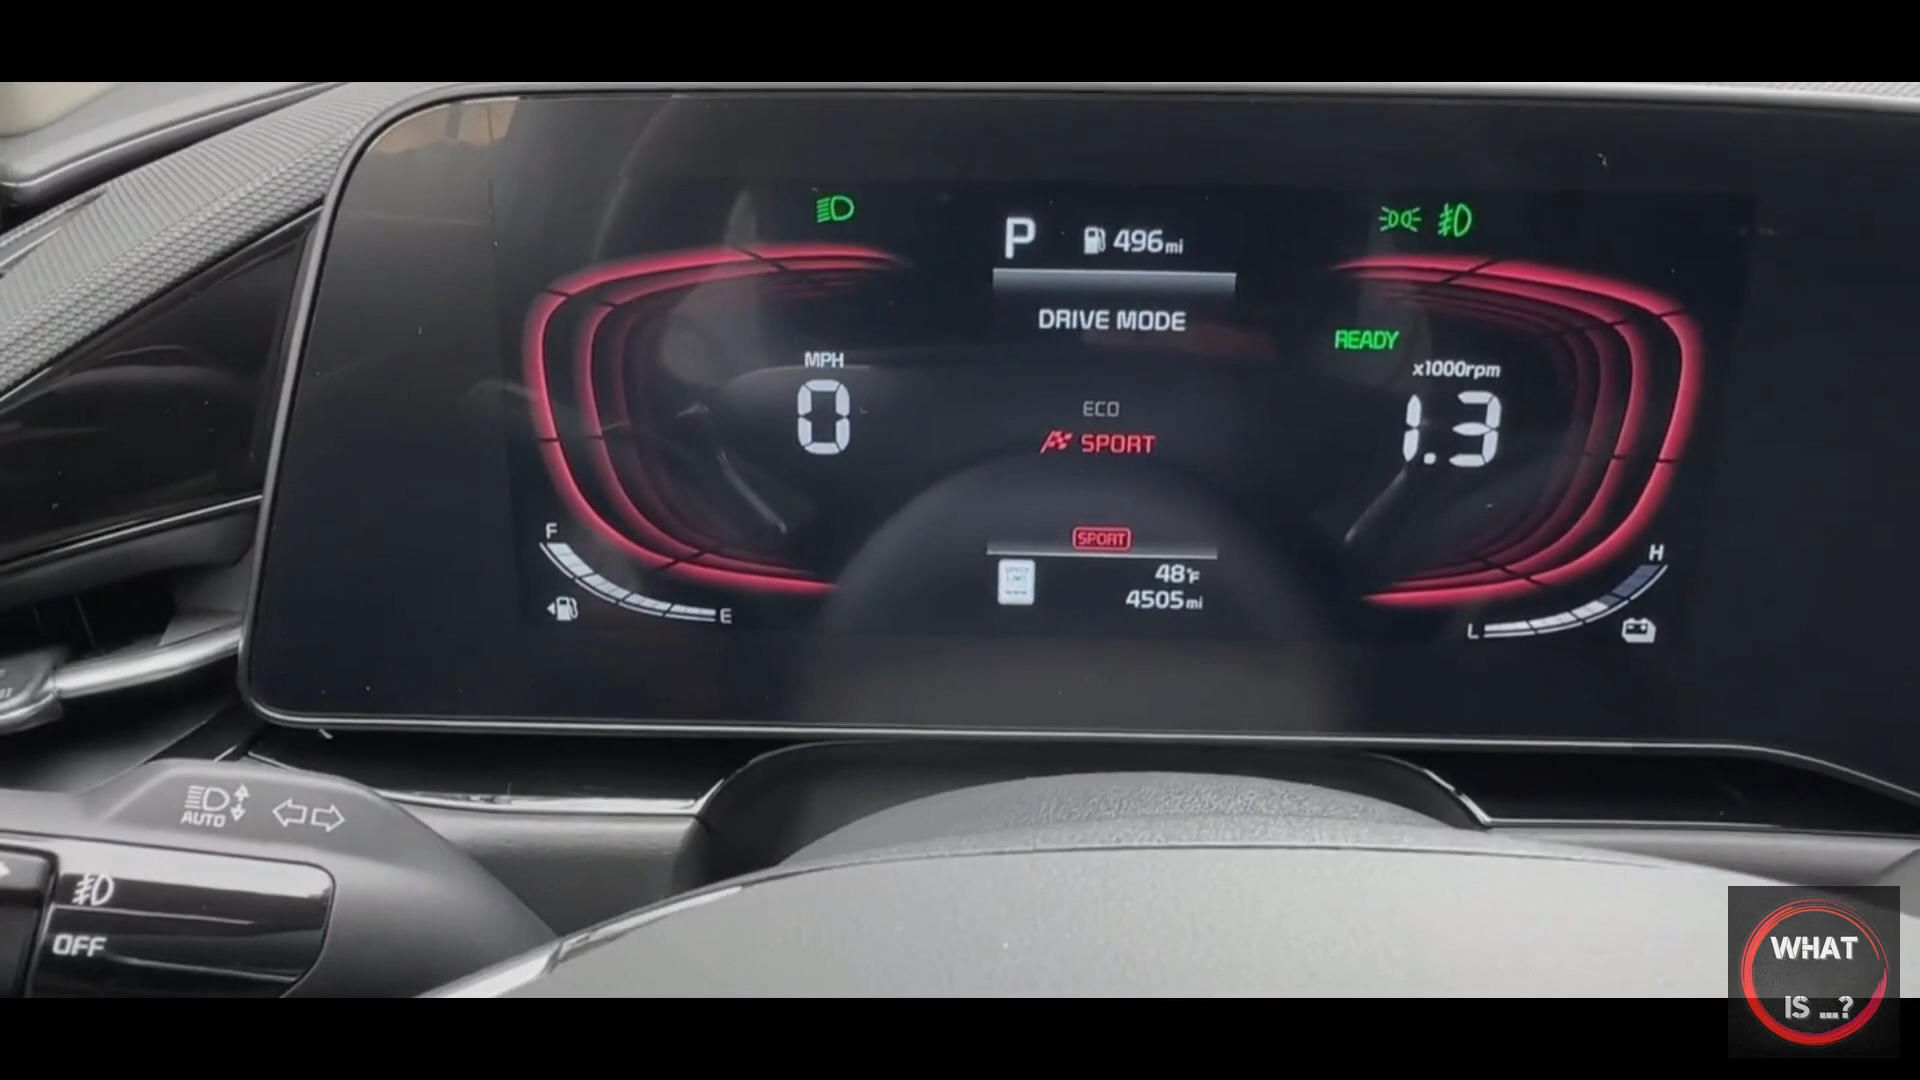 P 496mi
DRIVE MODE
MPH
0
READY
x1000rpm
1.3
ECO
SPORT
SPORT
48°F
4505mi
F
E
H
L
AUTO
OFF
WHAT
IS ...?